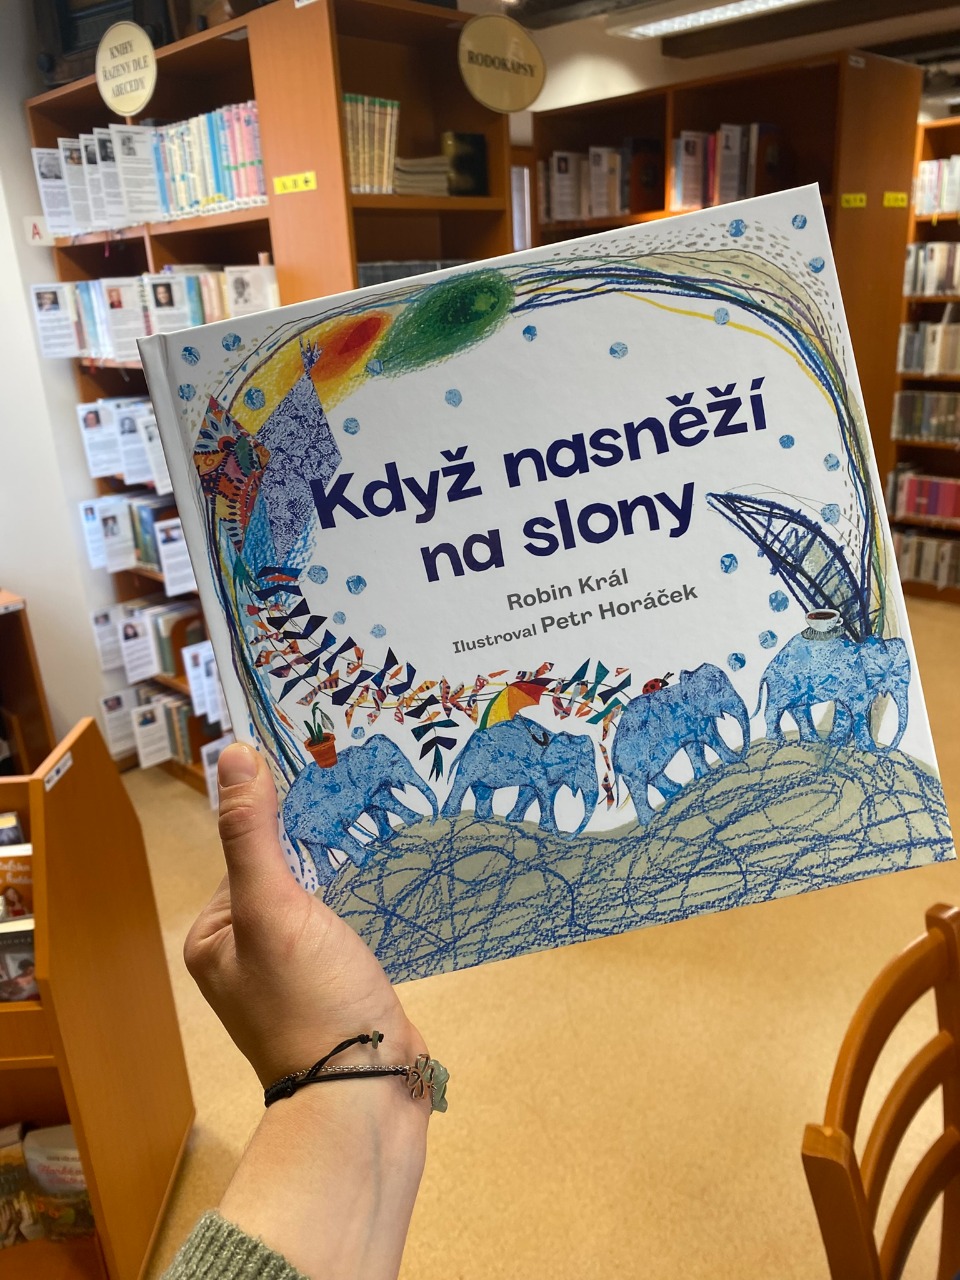 KNIHY
ŘAZENY DLE
ABECEDY
RODOKAPSY
A
Když nasněží
na slony
Robin Král
Ilustroval Petr Horáček